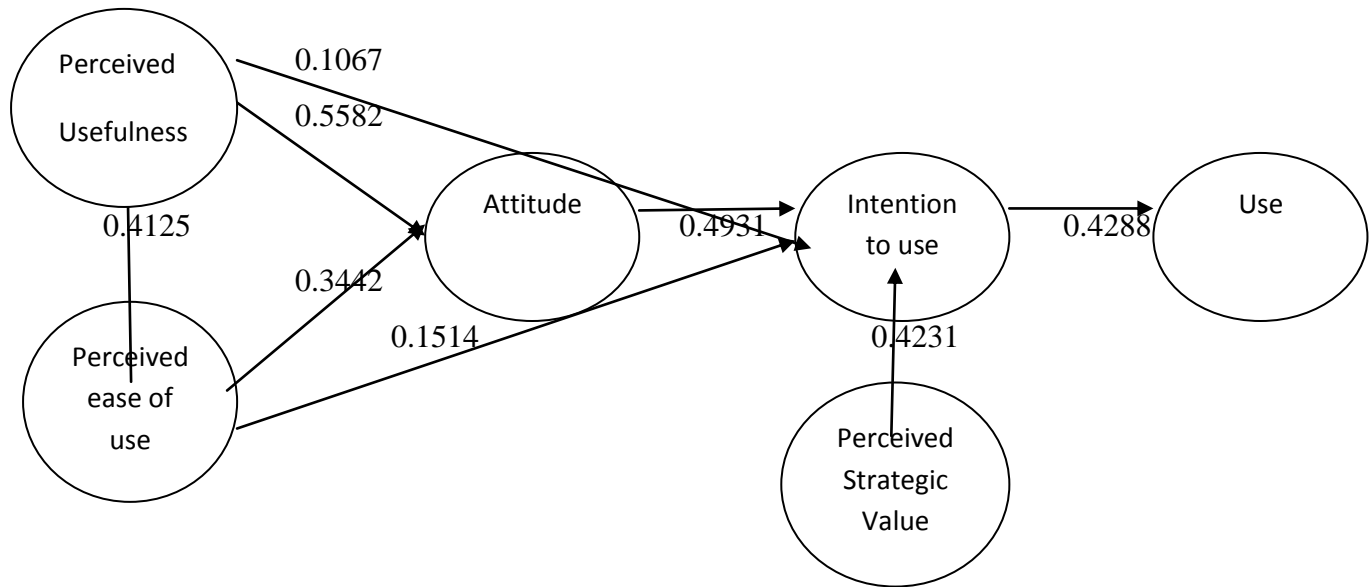 Perceived
Usefulness
0.1067
0.5582
0.4125
Attitude
0.4931
Intention
to use
0.4288
Use
0.3442
0.1514
0.4231
Perceived
ease of
use
Perceived
Strategic
Value